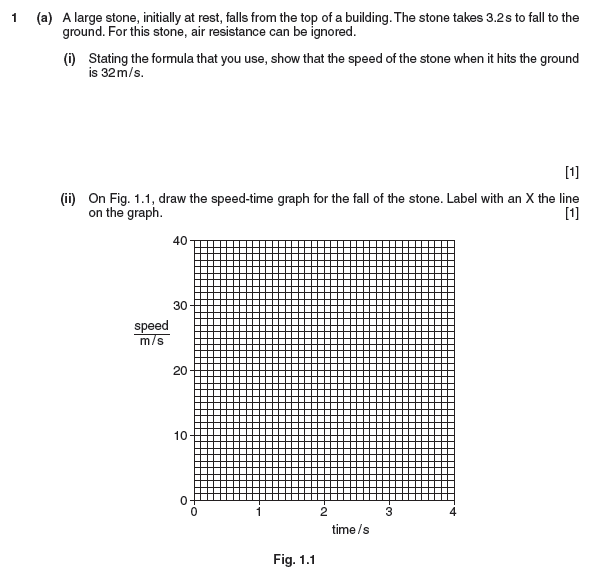 1 (a) A large stone, initially at rest, falls from the top of a building. The stone takes 3.2 s to fall to the
ground. For this stone, air resistance can be ignored.
(i) Stating the formula that you use, show that the speed of the stone when it hits the ground
is 32 m/s.
[1]
(ii) On Fig. 1.1, draw the speed-time graph for the fall of the stone. Label with an X the line
on the graph. [1]
40
30
speed
m/s
20
10
0
0 1 2 3 4
time/s
Fig. 1.1